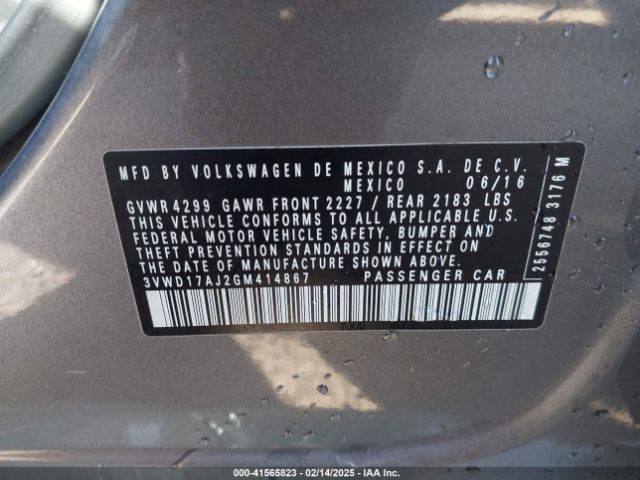 MFD BY VOLKSWAGEN DE MEXICO S.A. DE C.V.
MEXICO 06/16
GVWR 4299 GAWR FRONT 2227 / REAR 2183 LBS
THIS VEHICLE CONFORMS TO ALL APPLICABLE U.S.
FEDERAL MOTOR VEHICLE SAFETY, BUMPER AND
THEFT PREVENTION STANDARDS IN EFFECT ON
THE DATE OF MANUFACTURE SHOWN ABOVE.
3VWD17AJ2GM414867 PASSENGER CAR
2556748 3176 M
000-41565823 - 02/14/2025 - IAA Inc.